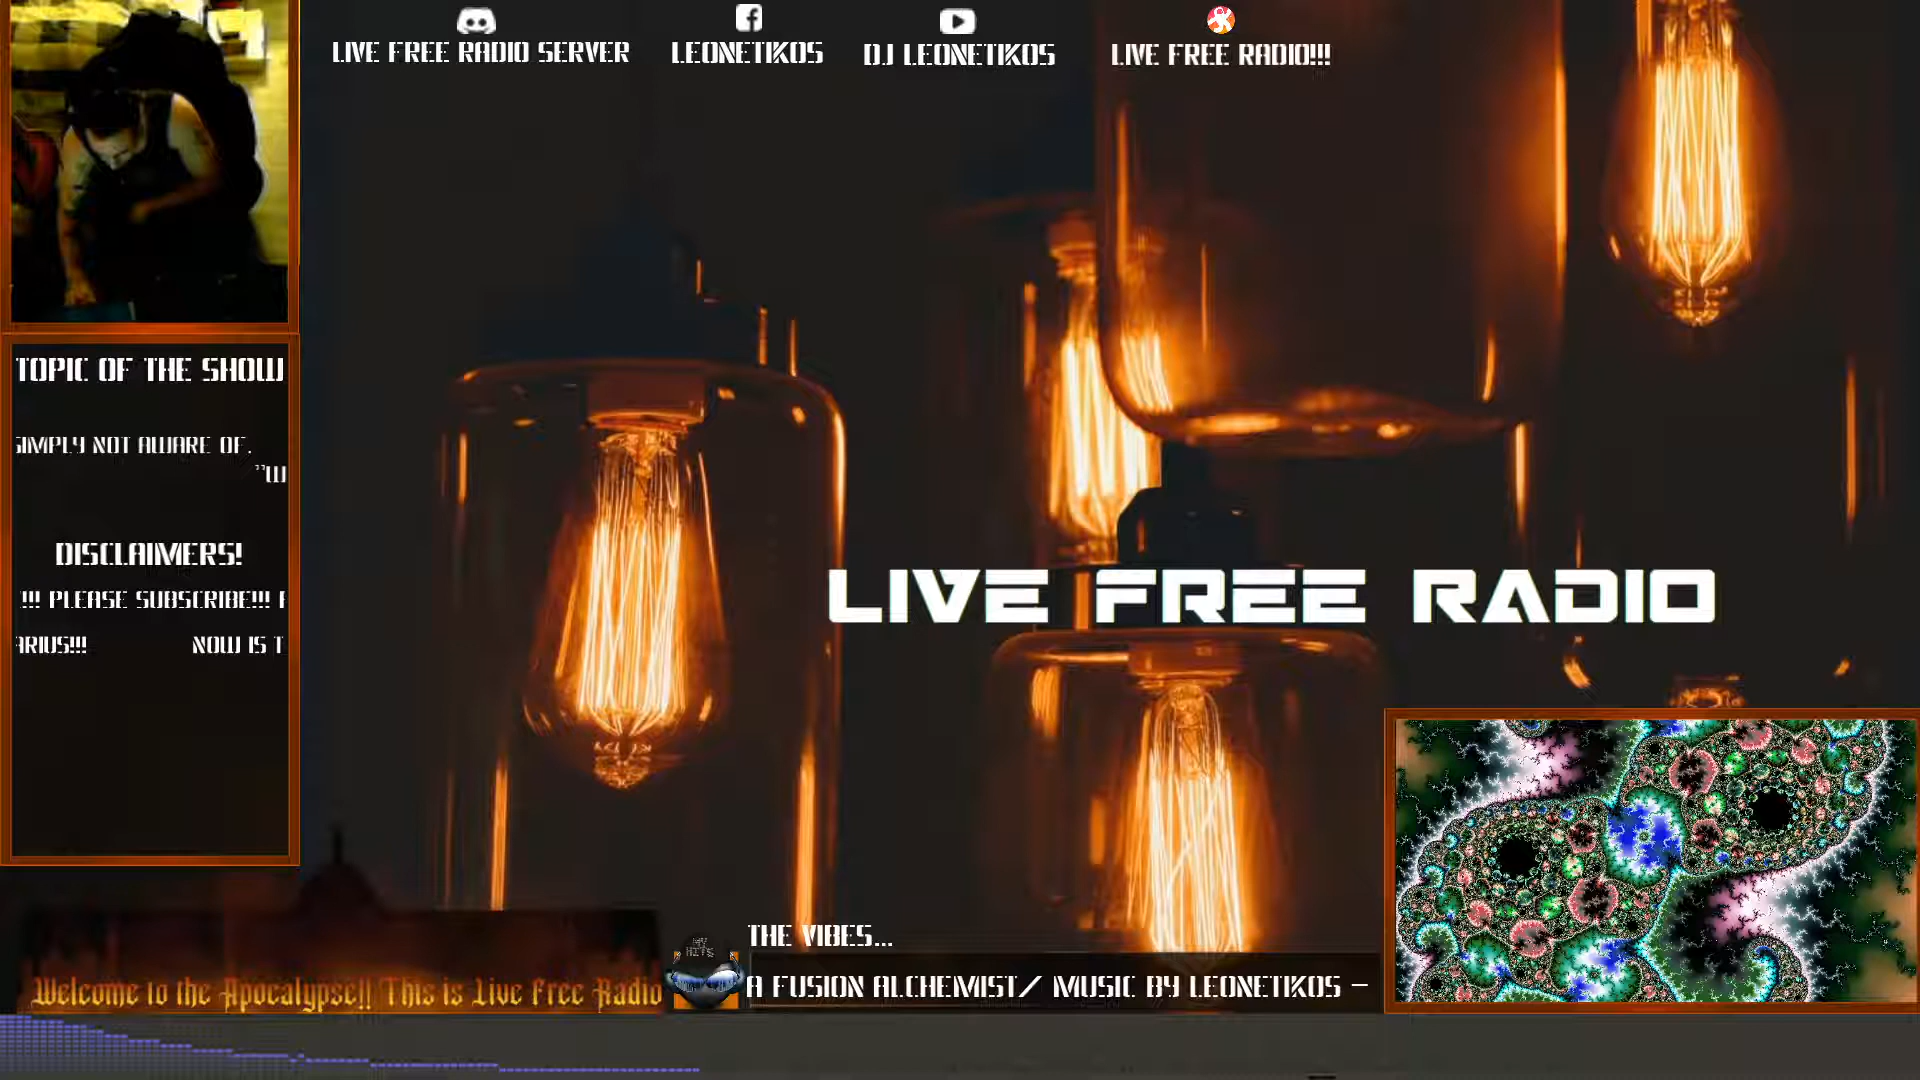 LIVE FREE RADIO SERVER
LEONETIKOS
DJ LEONETIKOS
LIVE FREE RADIO!!!
TOPIC OF THE SHOW
SIMPLY NOT AWARE OF.
"W
DISCLAIMERS!
!!! PLEASE SUBSCRIBE!!!
ARIUS!!! NOW IS T
LIVE FREE RADIO
THE VIBES...
A FUSION ALCHEMIST/ MUSIC BY LEONETIKOS -
Welcome to the Apocalypse!! This is Live Free Radio